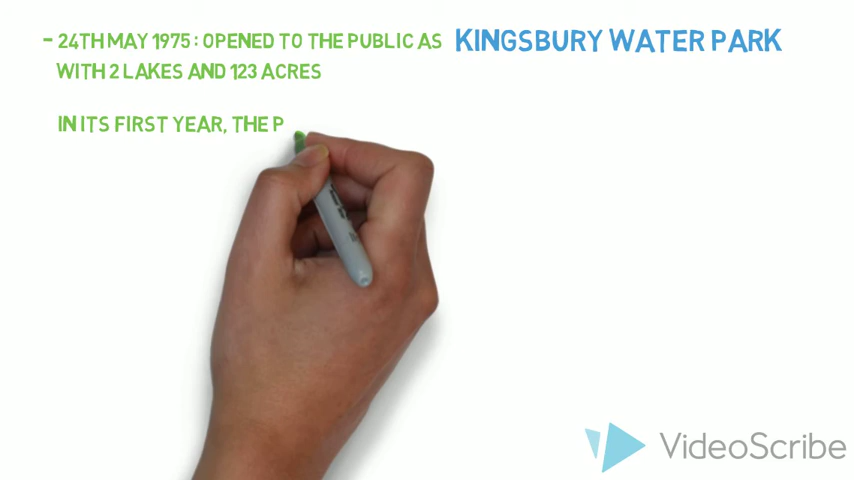 - 24TH MAY 1975 : OPENED TO THE PUBLIC AS KINGSBURY WATER PARK
WITH 2 LAKES AND 123 ACRES
IN ITS FIRST YEAR, THE P
VideoScribe